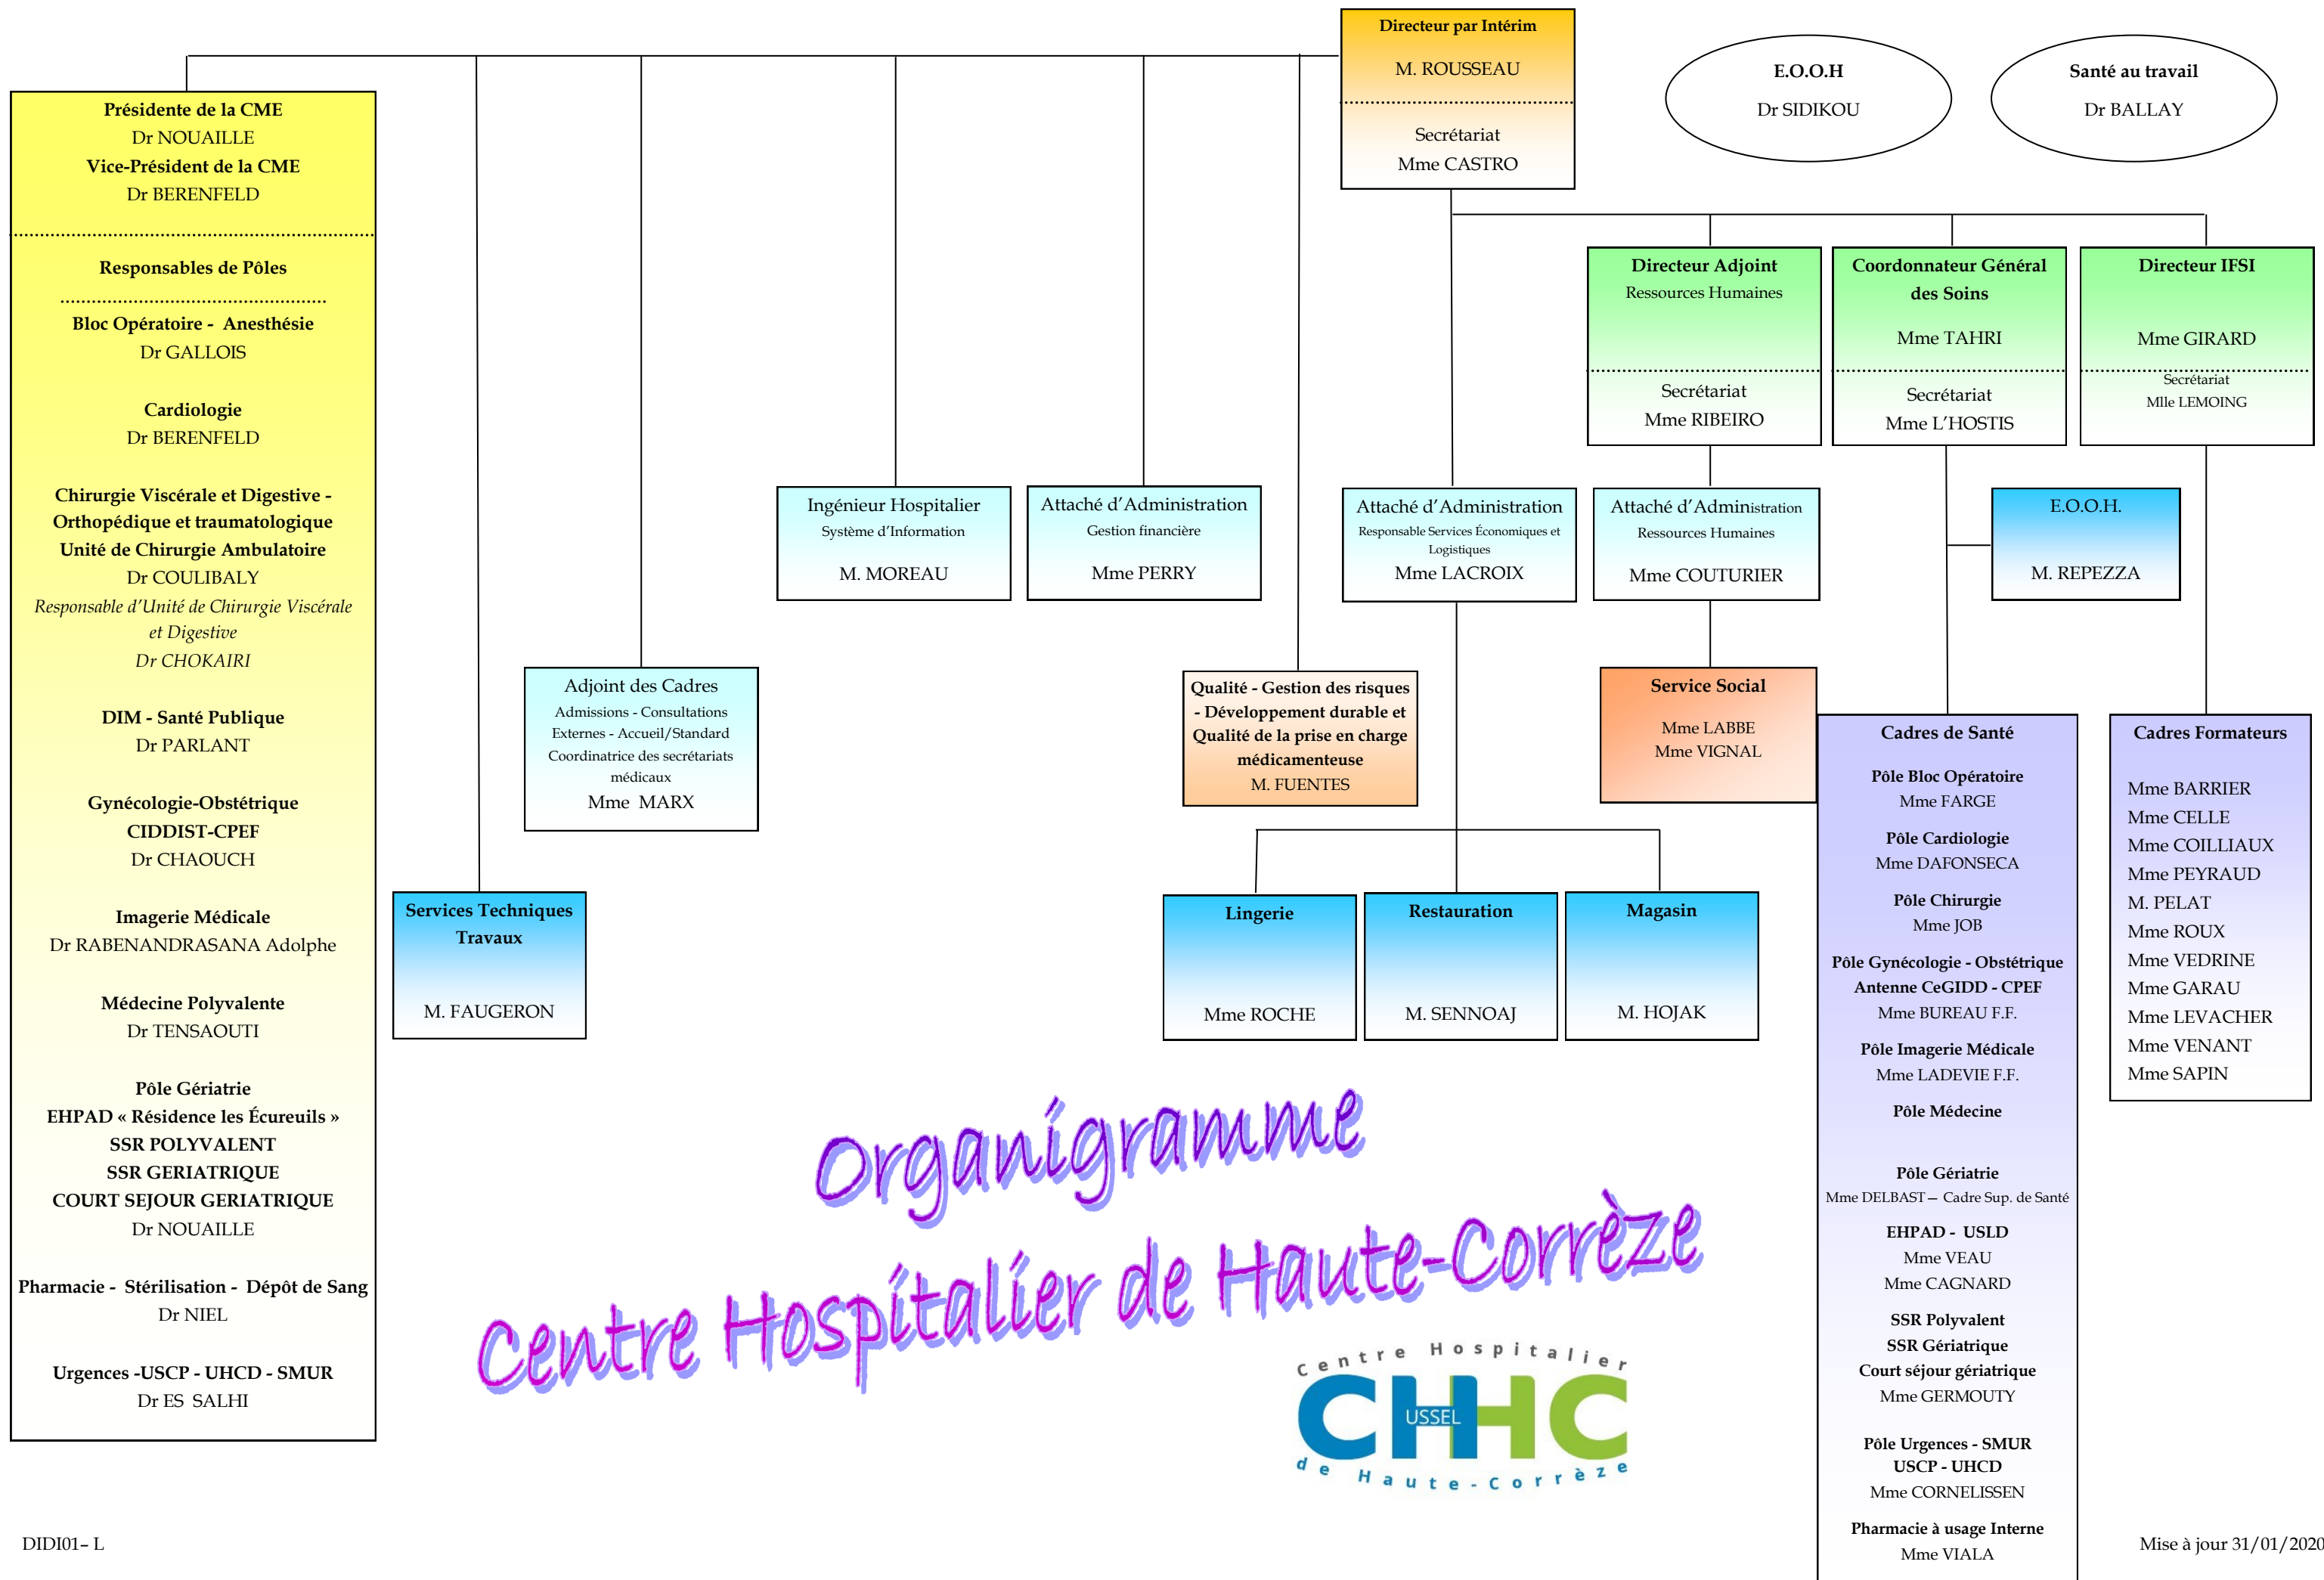 Directeur par Intérim
M. ROUSSEAU
Secrétariat
Mme CASTRO
E.O.O.H
Dr SIDIKOU
Santé au travail
Dr BALLAY
Présidente de la CME
Dr NOUAILLE
Vice-Président de la CME
Dr BERENFELD
Responsables de Pôles
Bloc Opératoire - Anesthésie
Dr GALLOIS
Cardiologie
Dr BERENFELD
Chirurgie Viscérale et Digestive -
Orthopédique et traumatologique
Unité de Chirurgie Ambulatoire
Dr COULIBALY
Responsable d'Unité de Chirurgie Viscérale
et Digestive
Dr CHOKAIRI
DIM - Santé Publique
Dr PARLANT
Gynécologie-Obstétrique
CIDDIST-CPEF
Dr CHAOUCH
Imagerie Médicale
Dr RABENANDRASANA Adolphe
Médecine Polyvalente
Dr TENSAOUTI
Pôle Gériatrie
EHPAD « Résidence les Écureuils »
SSR POLYVALENT
SSR GERIATRIQUE
COURT SEJOUR GERIATRIQUE
Dr NOUAILLE
Pharmacie - Stérilisation - Dépôt de Sang
Dr NIEL
Urgences -USCP - UHCD - SMUR
Dr ES SALHI
Directeur Adjoint
Ressources Humaines
Secrétariat
Mme RIBEIRO
Coordonnateur Général
des Soins
Mme TAHRI
Secrétariat
Mme L'HOSTIS
Directeur IFSI
Mme GIRARD
Secrétariat
Mlle LEMOING
Ingénieur Hospitalier
Système d'Information
M. MOREAU
Attaché d'Administration
Gestion financière
Mme PERRY
Attaché d'Administration
Responsable Services Économiques et
Logistiques
Mme LACROIX
Attaché d'Administration
Ressources Humaines
Mme COUTURIER
E.O.O.H.
M. REPEZZA
Adjoint des Cadres
Admissions - Consultations
Externes - Accueil/Standard
Coordinatrice des secrétariats
médicaux
Mme MARX
Qualité - Gestion des risques
- Développement durable et
Qualité de la prise en charge
médicamenteuse
M. FUENTES
Service Social
Mme LABBE
Mme VIGNAL
Services Techniques
Travaux
M. FAUGERON
Lingerie
Mme ROCHE
Restauration
M. SENNOAJ
Magasin
M. HOJAK
Cadres de Santé
Pôle Bloc Opératoire
Mme FARGE
Pôle Cardiologie
Mme DAFONSECA
Pôle Chirurgie
Mme JOB
Pôle Gynécologie - Obstétrique
Antenne CeGIDD - CPEF
Mme BUREAU F.F.
Pôle Imagerie Médicale
Mme LADEVIE F.F.
Pôle Médecine
Pôle Gériatrie
Mme DELBAST— Cadre Sup. de Santé
EHPAD - USLD
Mme VEAU
Mme CAGNARD
SSR Polyvalent
SSR Gériatrique
Court séjour gériatrique
Mme GERMOUTY
Pôle Urgences - SMUR
USCP - UHCD
Mme CORNELISSEN
Pharmacie à usage Interne
Mme VIALA
Cadres Formateurs
Mme BARRIER
Mme CELLE
Mme COILLIAUX
Mme PEYRAUD
M. PELAT
Mme ROUX
Mme VEDRINE
Mme GARAU
Mme LEVACHER
Mme VENANT
Mme SAPIN
Organigramme
Centre Hospitalier de Haute-Corrèze
Centre Hospitalier
CHHC
USSEL
de Haute-Corrèze
DIDI01– L
Mise à jour 31/01/2020